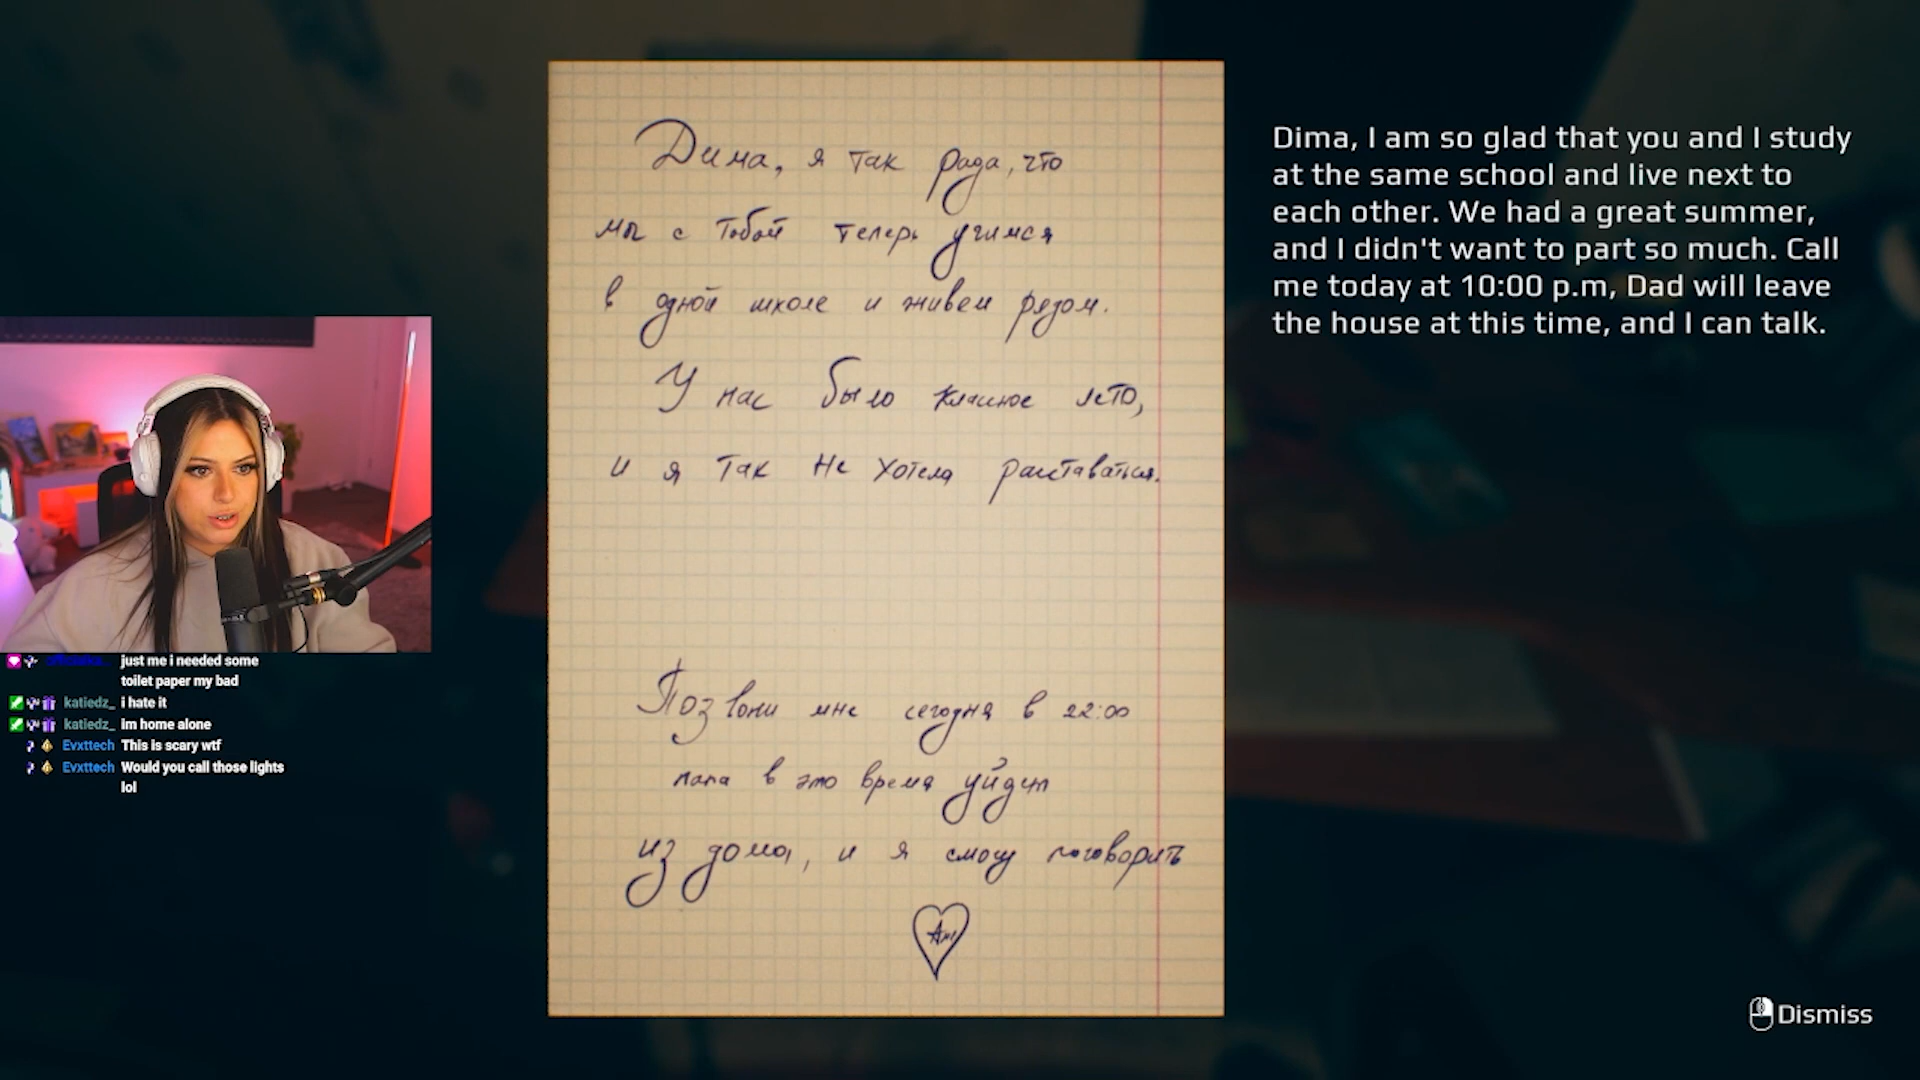 Дима, я так рада, что
мы с тобой теперь учимся
в одной школе и живем рядом.
У нас было классное лето,
и я так не хотела расставаться.
Позвони мне сегодня в 22:00
папа в это время уйдет
из дома, и я смогу поговорить
Dima, I am so glad that you and I study
at the same school and live next to
each other. We had a great summer,
and I didn't want to part so much. Call
me today at 10:00 p.m, Dad will leave
the house at this time, and I can talk.
just me i needed some
toilet paper my bad
katiedz_ i hate it
katiedz_ im home alone
Evxttech This is scary wtf
Evxttech Would you call those lights
lol
Dismiss